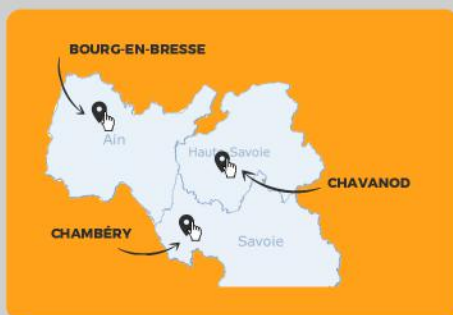 BOURG-EN-BRESSE
Ain
Haute Savoie
CHAVANOD
CHAMBÉRY
Savoie